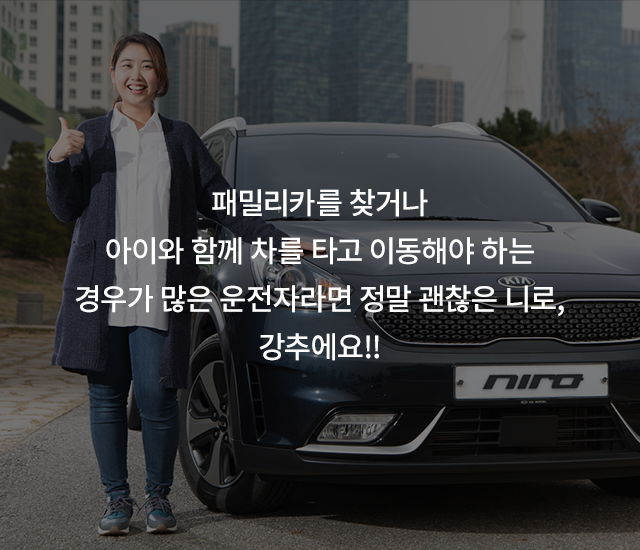 패밀리카를 찾거나
아이와 함께 차를 타고 이동해야 하는
경우가 많은 운전자라면 정말 괜찮은 니로,
강추에요!!
KIA
NIRO